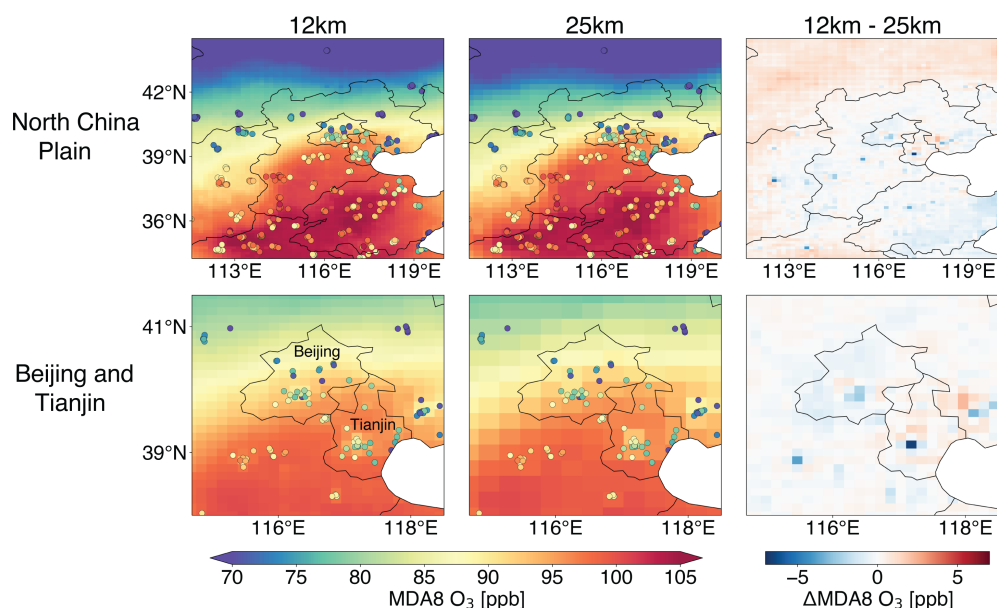 12km
25km
12km - 25km
North China
Plain
42°N
39°N
36°N
113°E
116°E
119°E
113°E
116°E
119°E
113°E
116°E
119°E
Beijing and
Tianjin
41°N
39°N
Beijing
Tianjin
116°E
118°E
116°E
118°E
116°E
118°E
70
75
80
85
90
95
100
105
MDA8 O₃ [ppb]
−5
0
5
ΔMDA8 O₃ [ppb]